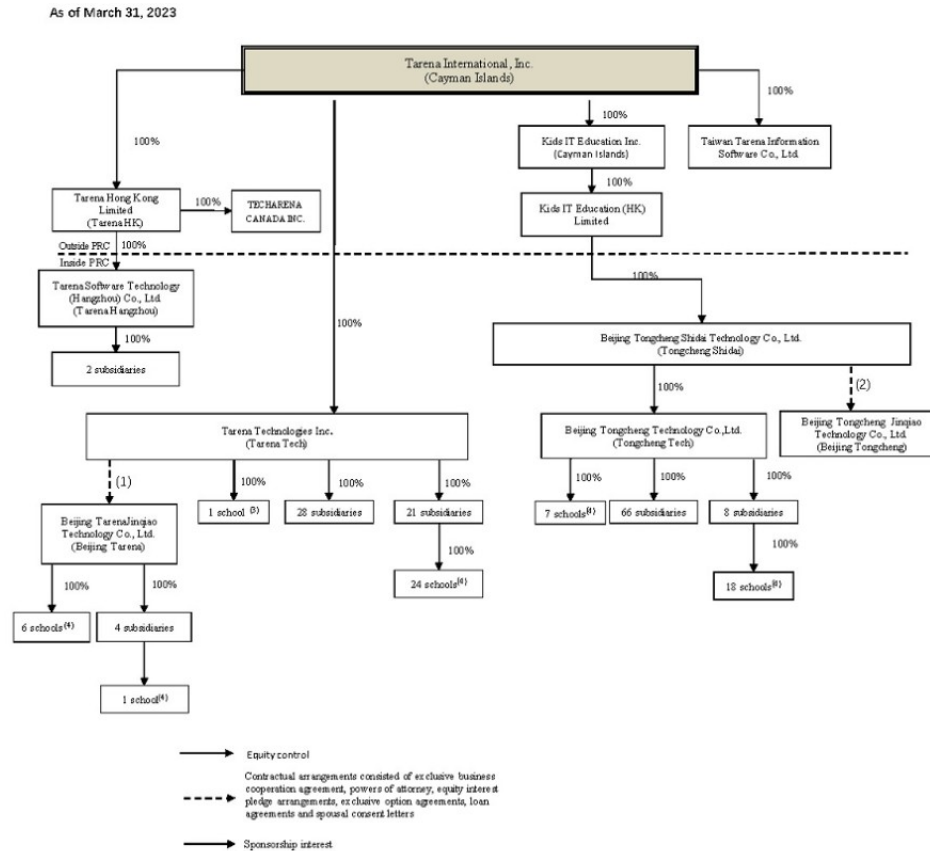 As of March 31, 2023
Tarena International, Inc.
(Cayman Islands)
100%
100%
100%
Kids IT Education Inc.
(Cayman Islands)
Taiwan Tarena Information
Software Co., Ltd.
100%
Tarena Hong Kong
Limited
(Tarena HK)
100%
TECHARENA
CANADA INC.
Kids IT Education (HK)
Limited
Outside PRC
100%
Inside PRC
Tarena Software Technology
(Hangzhou) Co., Ltd.
(Tarena Hangzhou)
100%
100%
100%
2 subsidiaries
Beijing Tongcheng Shidai Technology Co., Ltd.
(Tongcheng Shidai)
100%
(2)
Tarena Technologies Inc.
(Tarena Tech)
Beijing Tongcheng Technology Co.,Ltd.
(Tongcheng Tech)
Beijing Tongcheng Jinqiao
Technology Co., Ltd.
(Beijing Tongcheng)
(1)
100%
100%
100%
100%
100%
100%
1 school
28 subsidiaries
21 subsidiaries
7 schools
66 subsidiaries
8 subsidiaries
Beijing TarenaJinqiao
Technology Co., Ltd.
(Beijing Tarena)
100%
100%
24 schools
18 schools
100%
100%
6 schools(4)
4 subsidiaries
1 school(4)
Equity control
Contractual arrangements consisted of exclusive business
cooperation agreement, powers of attorney, equity interest
pledge arrangements, exclusive option agreements, loan
agreements and spousal consent letters
Sponsorship interest